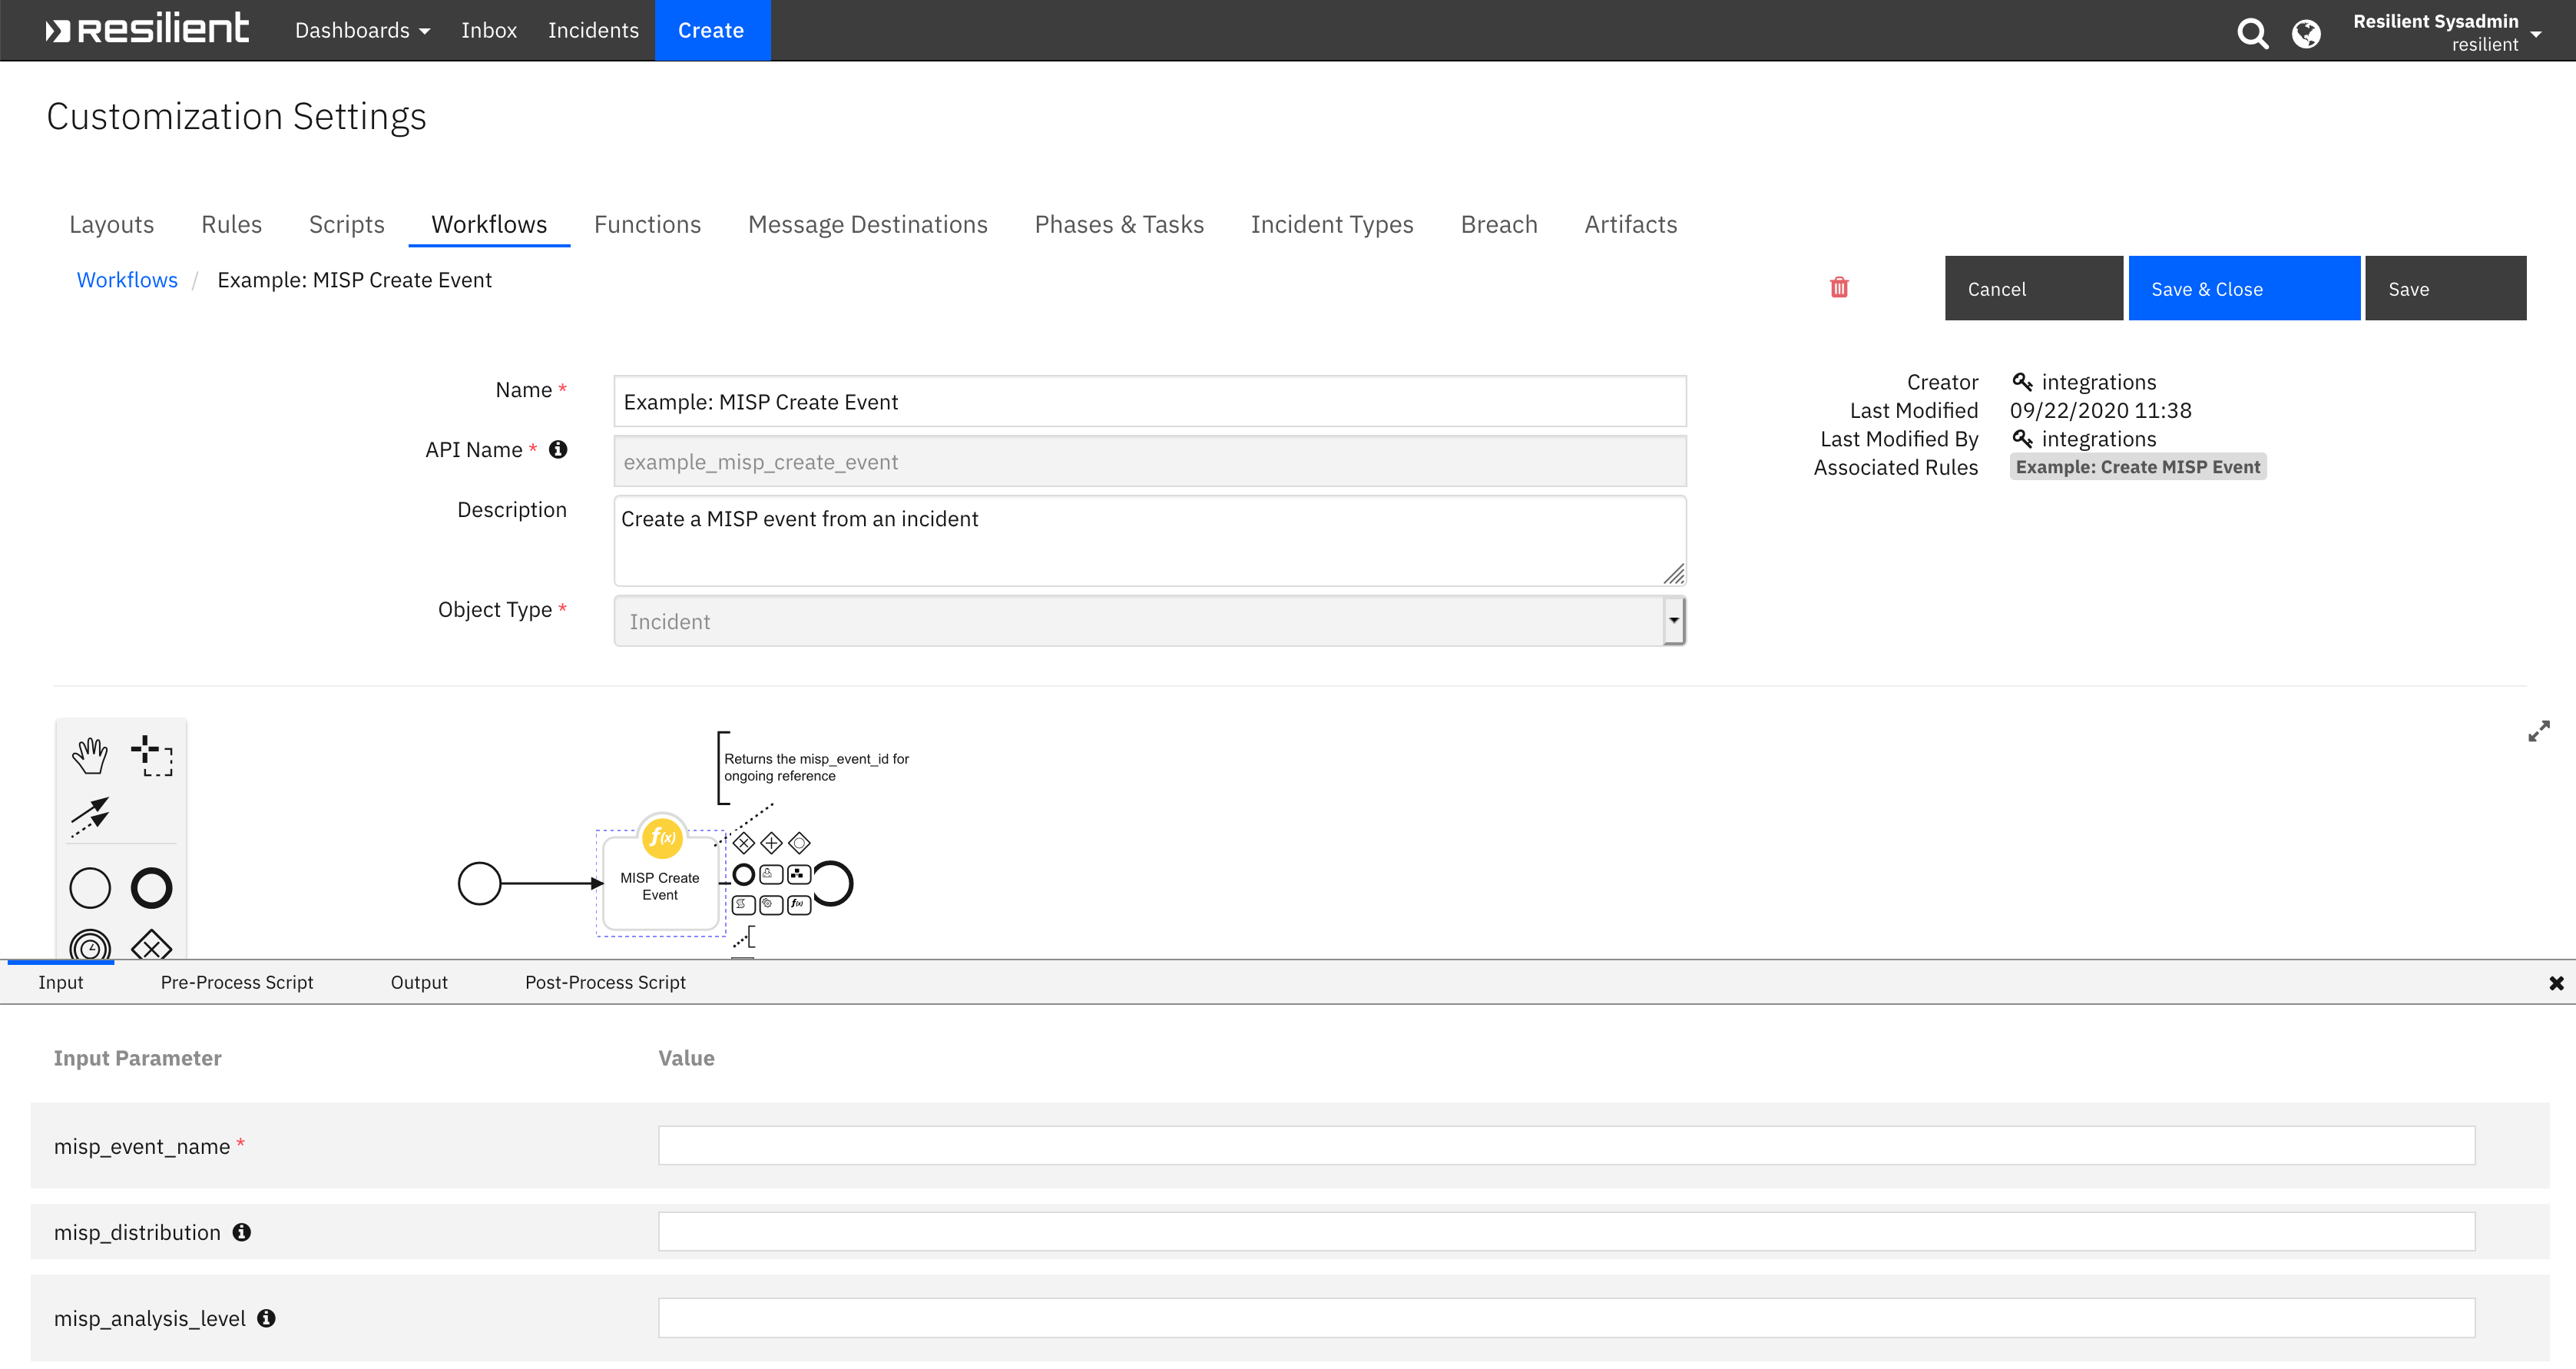 resilient Dashboards Inbox Incidents Create Resilient Sysadmin
resilient
Customization Settings
Layouts Rules Scripts Workflows Functions Message Destinations Phases & Tasks Incident Types Breach Artifacts
Workflows / Example: MISP Create Event Cancel Save & Close Save
Name * Example: MISP Create Event
API Name * example_misp_create_event
Description Create a MISP event from an incident
Object Type * Incident
Creator integrations
Last Modified 09/22/2020 11:38
Last Modified By integrations
Associated Rules Example: Create MISP Event
Returns the misp_event_id for
ongoing reference
f(x)
MISP Create
Event
f(x)
Input Pre-Process Script Output Post-Process Script
Input Parameter Value
misp_event_name *
misp_distribution
misp_analysis_level